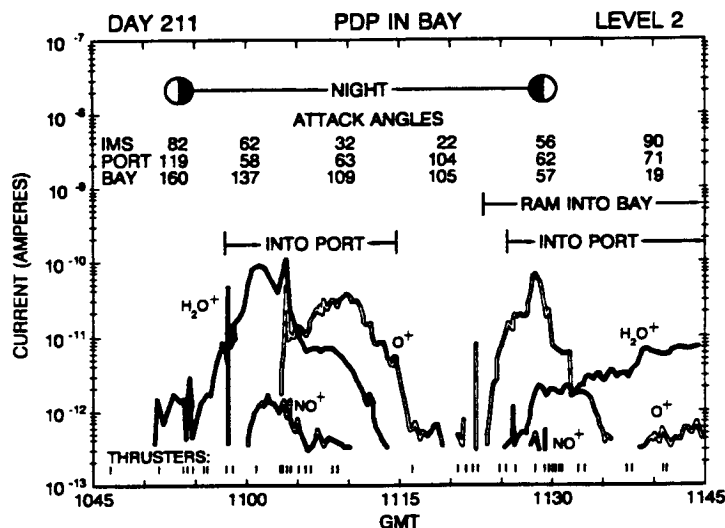 DAY 211 PDP IN BAY LEVEL 2
10⁻⁷
NIGHT
10⁻⁸
ATTACK ANGLES
IMS 82 62 32 22 56 90
PORT 119 58 63 104 62 71
BAY 160 137 109 105 57 19
10⁻⁹
RAM INTO BAY
INTO PORT INTO PORT
10⁻¹⁰
CURRENT (AMPERES)
H₂O⁺ O⁺ H₂O⁺
10⁻¹¹
NO⁺ O⁺
10⁻¹²
NO⁺
THRUSTERS:
10⁻¹³
1045 1100 1115 1130 1145
GMT